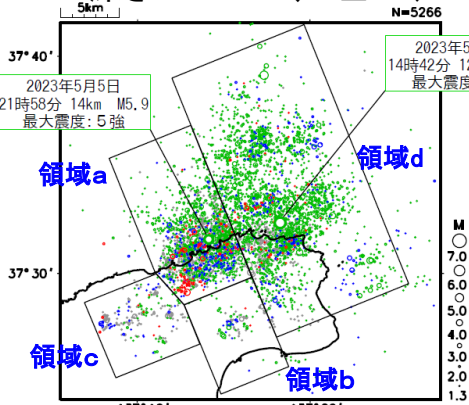 5km
N=5266
37°40′
2023年5
14時42分 12
最大震度
2023年5月5日
21時58分 14km M5.9
最大震度:5強
領域a
領域d
37°30′
領域c
領域b
M
7.0
6.0
5.0
4.0
3.0
2.0
1.3